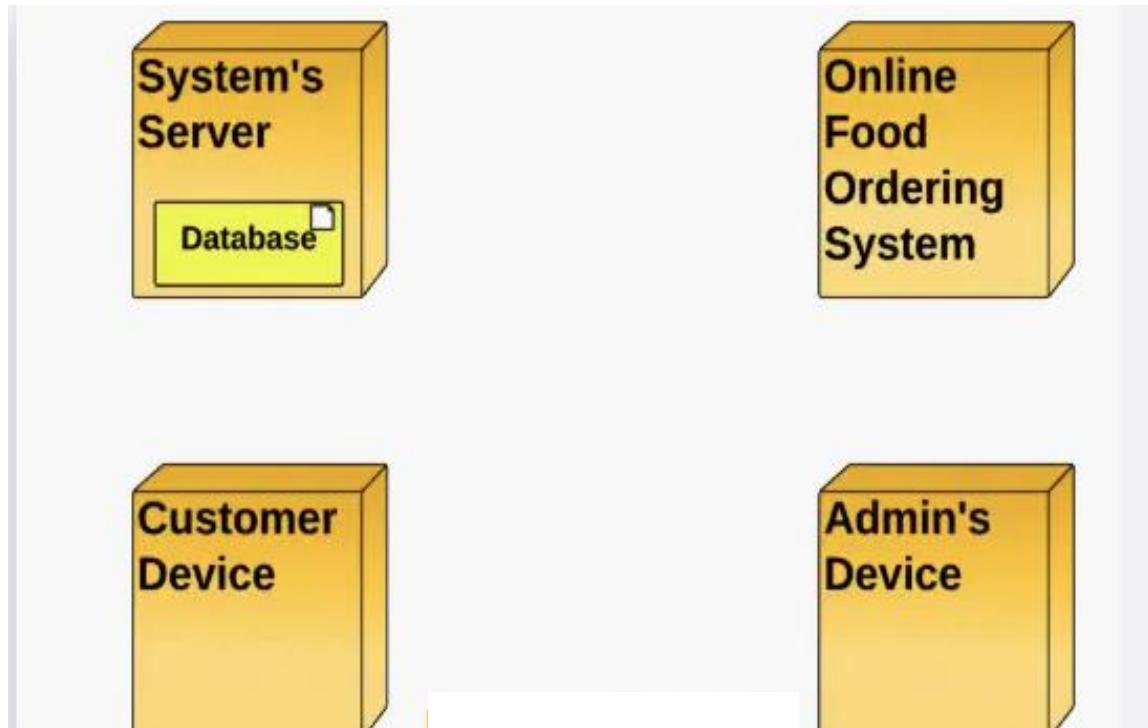 System's
Server
Database
Online
Food
Ordering
System
Customer
Device
Admin's
Device